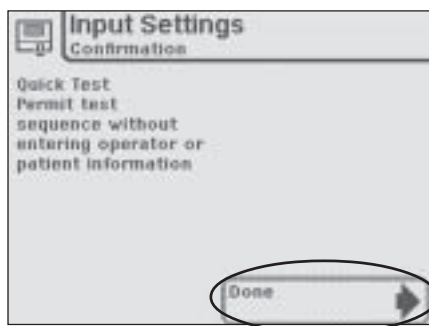 Input Settings
Confirmation
Quick Test
Permit test
sequence without
entering operator or
patient information
Done